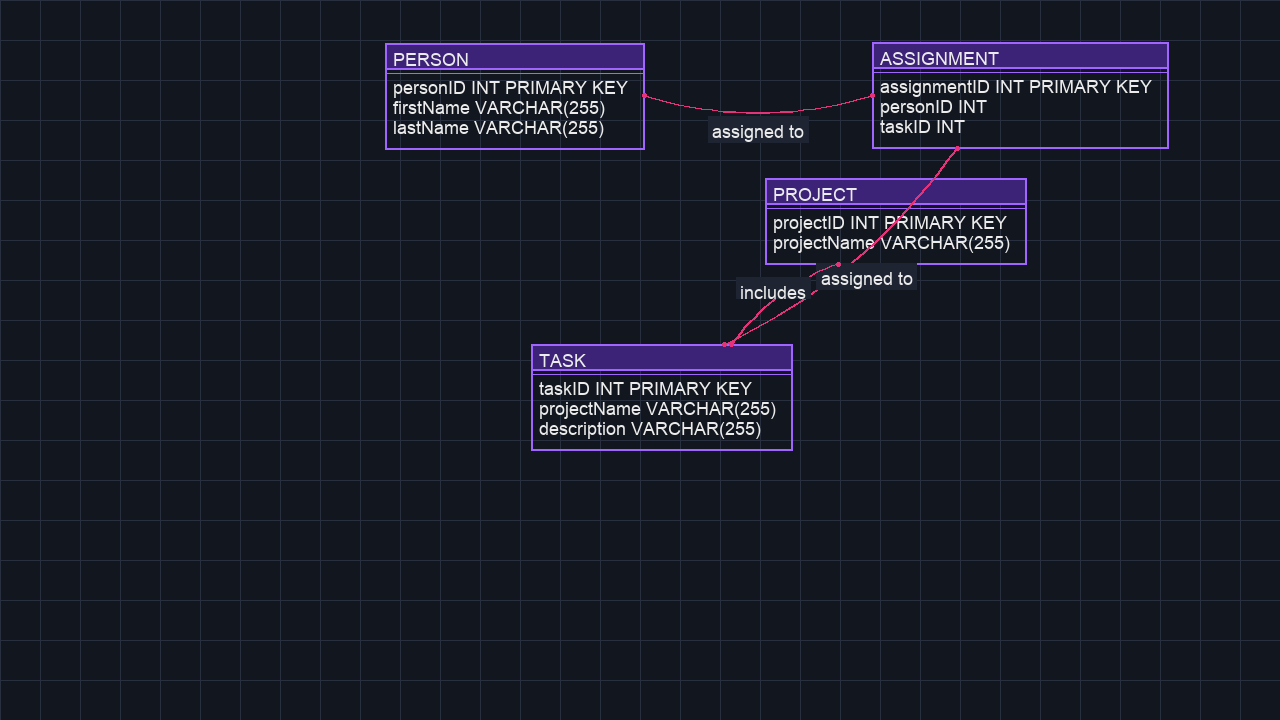 PERSON
personID INT PRIMARY KEY
firstName VARCHAR(255)
lastName VARCHAR(255)
assigned to
ASSIGNMENT
assignmentID INT PRIMARY KEY
personID INT
taskID INT
PROJECT
projectID INT PRIMARY KEY
projectName VARCHAR(255)
assigned to
includes
TASK
taskID INT PRIMARY KEY
projectName VARCHAR(255)
description VARCHAR(255)